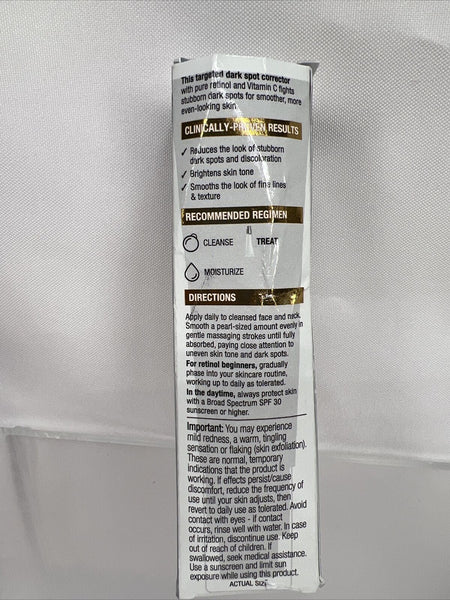 This targeted dark spot corrector
with pure retinol and Vitamin C fights
stubborn dark spots for smoother, more
even-looking skin.
CLINICALLY-PROVEN RESULTS
✓ Reduces the look of stubborn
dark spots and discoloration
✓ Brightens skin tone
✓ Smooths the look of fine lines
& texture
RECOMMENDED REGIMEN
CLEANSE TREAT
MOISTURIZE
DIRECTIONS
Apply daily to cleansed face and neck.
Smooth a pearl-sized amount evenly in
gentle massaging strokes until fully
absorbed, paying close attention to
uneven skin tone and dark spots.
For retinol beginners, gradually
phase into your skincare routine,
working up to daily as tolerated.
In the daytime, always protect skin
with a Broad Spectrum SPF 30
sunscreen or higher.
Important: You may experience
mild redness, a warm, tingling
sensation or flaking (skin exfoliation).
These are normal, temporary
indications that the product is
working. If effects persist/cause
discomfort, reduce the frequency of
use until your skin adjusts, then
revert to daily use as tolerated. Avoid
contact with eyes - if contact
occurs, rinse well with water. In case
of irritation, discontinue use. Keep
out of reach of children. If
swallowed, seek medical assistance.
Use a sunscreen and limit sun
exposure while using this product.
ACTUAL SIZE